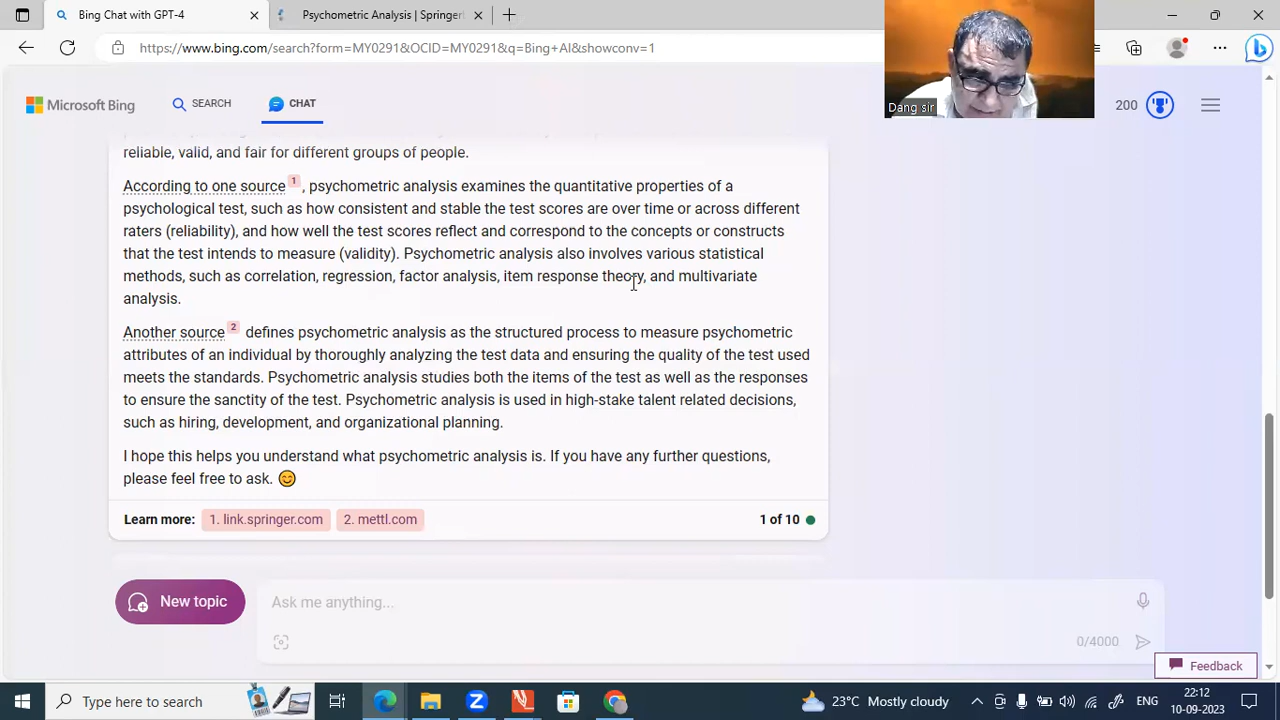 Bing Chat with GPT-4
Psychometric Analysis | Springerl
https://www.bing.com/search?form=MY0291&OCID=MY0291&q=Bing+AI&showconv=1
Dang sir
Microsoft Bing
SEARCH
CHAT
200
reliable, valid, and fair for different groups of people.
According to one source 1, psychometric analysis examines the quantitative properties of a
psychological test, such as how consistent and stable the test scores are over time or across different
raters (reliability), and how well the test scores reflect and correspond to the concepts or constructs
that the test intends to measure (validity). Psychometric analysis also involves various statistical
methods, such as correlation, regression, factor analysis, item response theory, and multivariate
analysis.
Another source 2 defines psychometric analysis as the structured process to measure psychometric
attributes of an individual by thoroughly analyzing the test data and ensuring the quality of the test used
meets the standards. Psychometric analysis studies both the items of the test as well as the responses
to ensure the sanctity of the test. Psychometric analysis is used in high-stake talent related decisions,
such as hiring, development, and organizational planning.
I hope this helps you understand what psychometric analysis is. If you have any further questions,
please feel free to ask. 😊
Learn more: 1. link.springer.com 2. mettl.com 1 of 10
New topic
Ask me anything...
0/4000
Feedback
Type here to search
23°C Mostly cloudy
ENG
22:12
10-09-2023